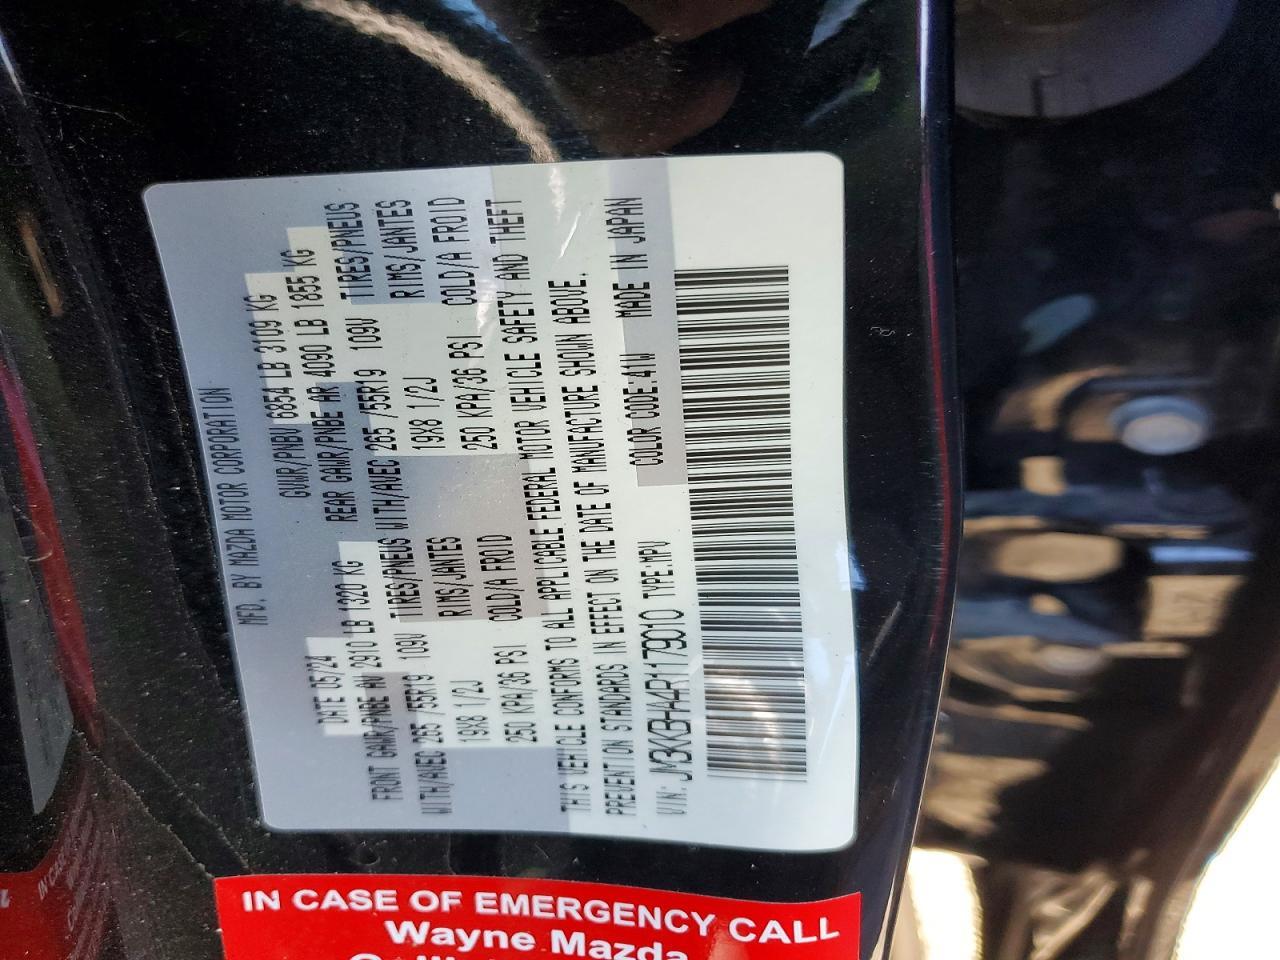 MFD. BY MAZDA MOTOR CORPORATION
DATE 05/24 GVWR/PNBV 6854 LB 3109 KG
FRONT GAWR/PNBE AV 2910 LB 1320 KG REAR GAWR/PNBE AR 4090 LB 1855 KG
WITH/AVEC 265 /55R19 109V TIRES/PNEUS WITH/AVEC 265 /55R19 109V TIRES/PNEUS
19X8 1/2J RIMS/JANTES 19X8 1/2J RIMS/JANTES
250 KPA/36 PSI COLD/A FROID 250 KPA/36 PSI COLD/A FROID
THIS VEHICLE CONFORMS TO ALL APPLICABLE FEDERAL MOTOR VEHICLE SAFETY AND THEFT
PREVENTION STANDARDS IN EFFECT ON THE DATE OF MANUFACTURE SHOWN ABOVE.
VIN: JM3KKBHA4R1179010 TYPE:MPV COLOR CODE:41W MADE IN JAPAN
IN CASE OF EMERGENCY CALL
Wayne Mazda